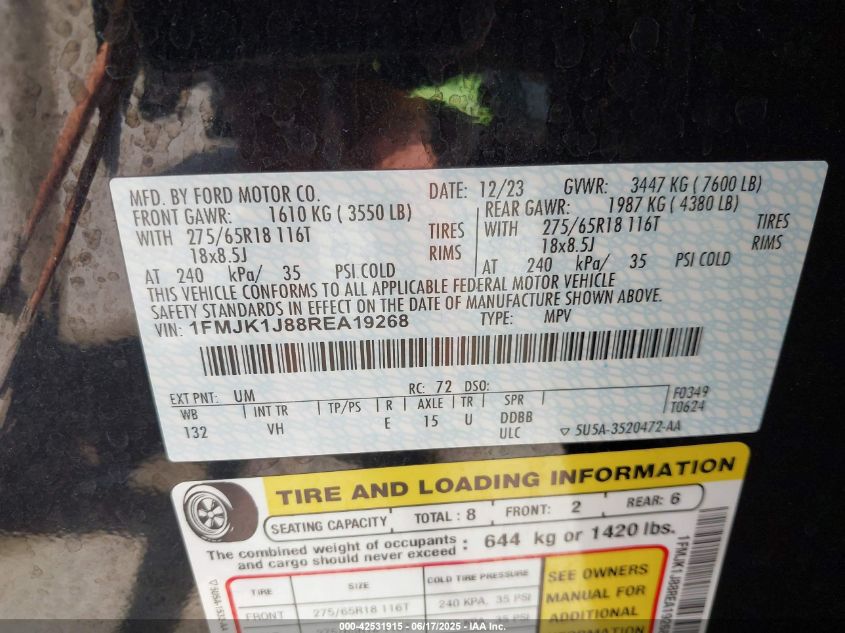 MFD. BY FORD MOTOR CO. DATE: 12/23 GVWR: 3447 KG (7600 LB)
FRONT GAWR: 1610 KG (3550 LB) REAR GAWR: 1987 KG (4380 LB)
WITH 275/65R18 116T TIRES WITH 275/65R18 116T TIRES
18x8.5J RIMS 18x8.5J RIMS
AT 240 kPa/ 35 PSI COLD AT 240 kPa/ 35 PSI COLD
THIS VEHICLE CONFORMS TO ALL APPLICABLE FEDERAL MOTOR VEHICLE
SAFETY STANDARDS IN EFFECT ON THE DATE OF MANUFACTURE SHOWN ABOVE.
VIN: 1FMJK1J88REA19268 TYPE: MPV
EXT PNT: UM RC: 72 DSO:
WB INT TR TP/PS R AXLE TR SPR F0349
132 VH E 15 U DDBB T0624
ULC ▽ 5U5A-3520472-AA
TIRE AND LOADING INFORMATION
SEATING CAPACITY TOTAL : 8 FRONT: 2 REAR: 6
The combined weight of occupants : 644 kg or 1420 lbs.
and cargo should never exceed
TIRE SIZE COLD TIRE PRESSURE SEE OWNERS
FRONT 275/65R18 116T 240 KPA, 35 PSI MANUAL FOR
ADDITIONAL
INFORMATION
000-42531915 - 06/17/2025 - IAA Inc.